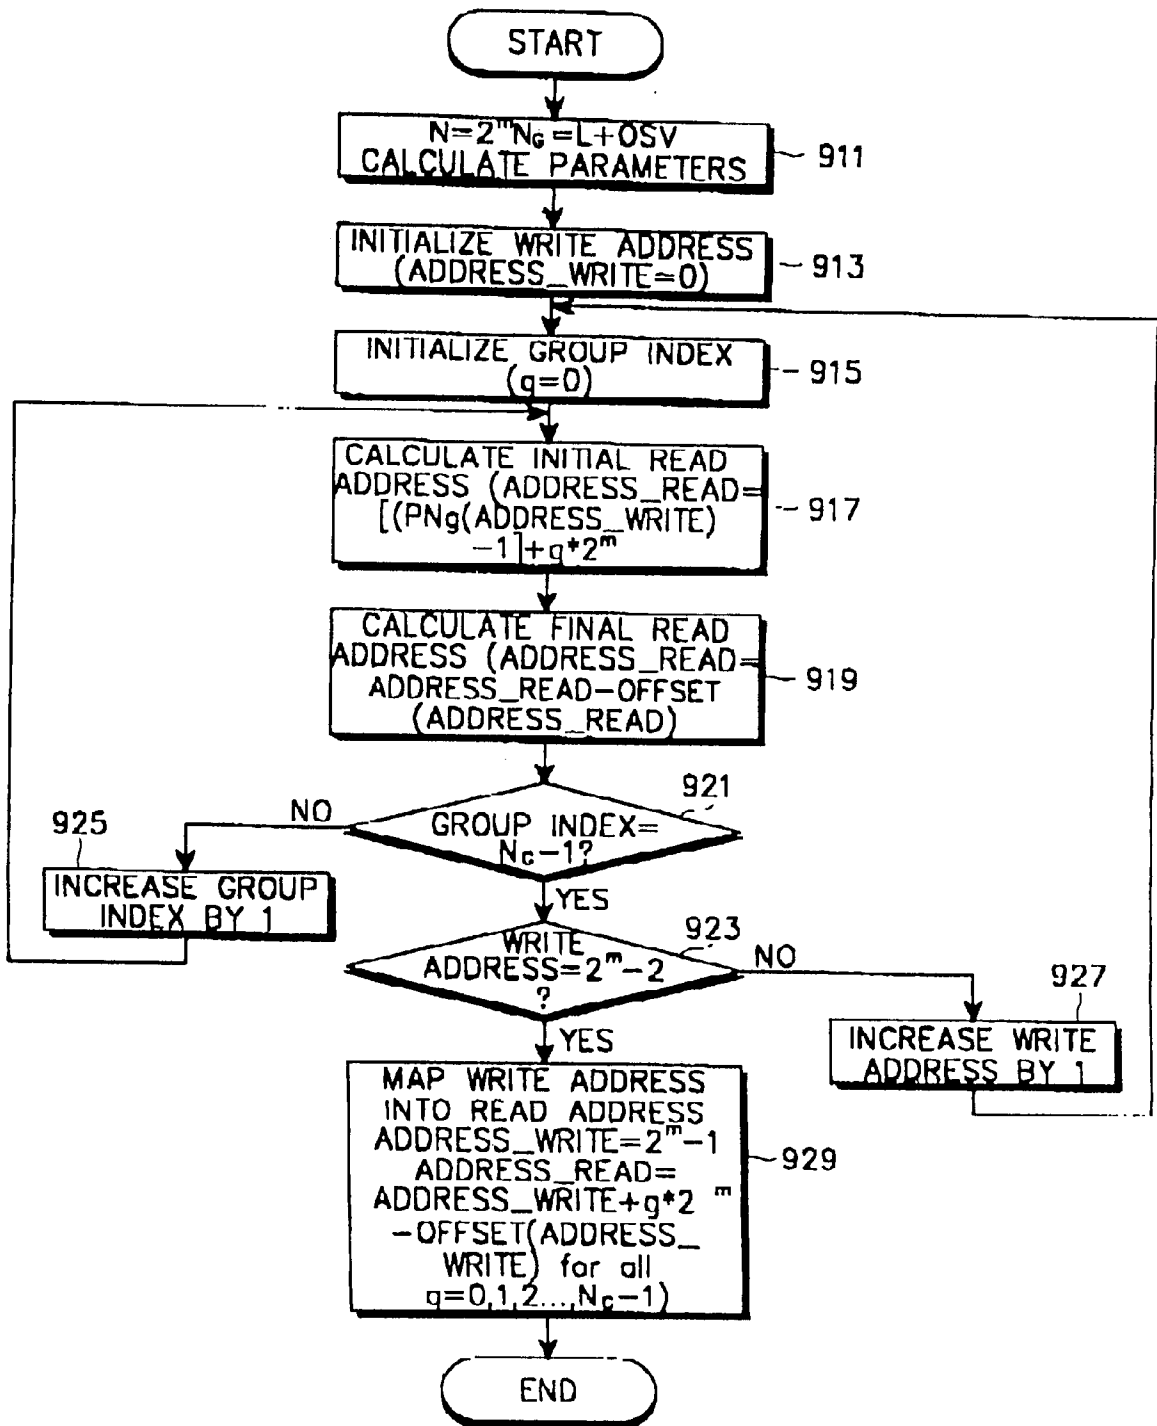 START
N=2^m N_G=L+OSV
CALCULATE PARAMETERS
911
INITIALIZE WRITE ADDRESS
(ADDRESS_WRITE=0)
913
INITIALIZE GROUP INDEX
(g=0)
915
CALCULATE INITIAL READ
ADDRESS (ADDRESS_READ=
[(PNg(ADDRESS_WRITE)
-1]+g*2^m
917
CALCULATE FINAL READ
ADDRESS (ADDRESS_READ=
ADDRESS_READ-OFFSET
(ADDRESS_READ)
919
921
GROUP INDEX=
N_G-1?
NO
YES
925
INCREASE GROUP
INDEX BY 1
923
WRITE
ADDRESS=2^m-2
?
NO
YES
927
INCREASE WRITE
ADDRESS BY 1
MAP WRITE ADDRESS
INTO READ ADDRESS
ADDRESS_WRITE=2^m-1
ADDRESS_READ=
ADDRESS_WRITE+g*2^m
-OFFSET(ADDRESS_
WRITE) for all
g=0,1,2...,N_G-1)
929
END